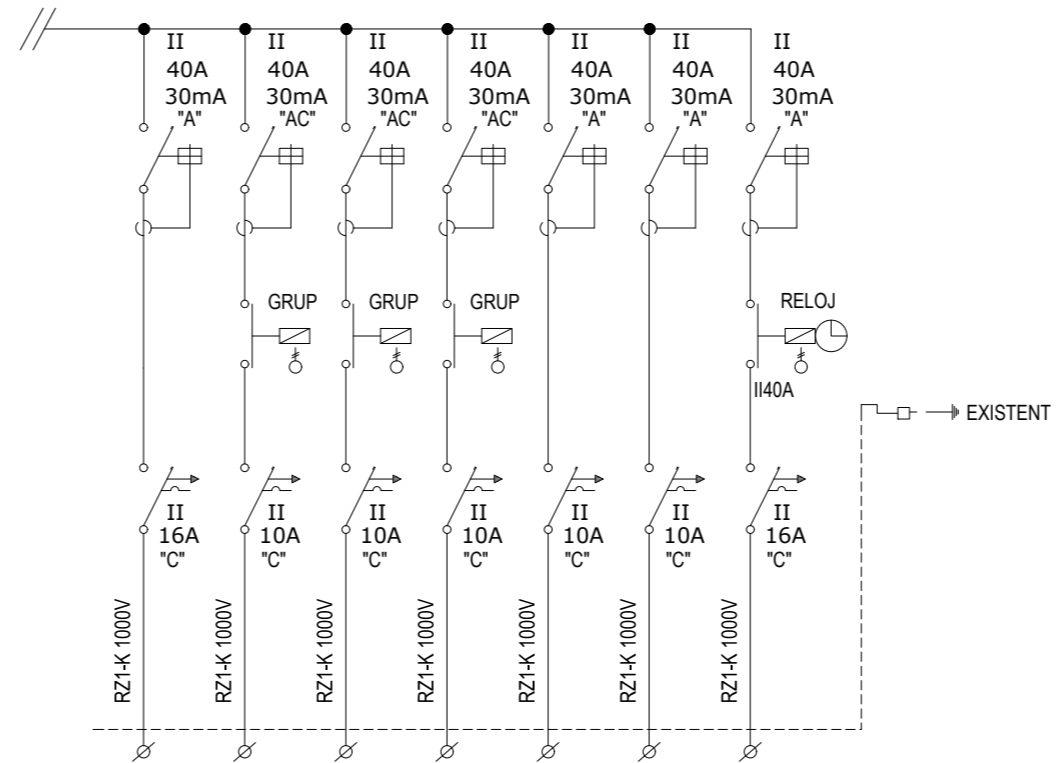 II II II II II II II
40A 40A 40A 40A 40A 40A 40A
30mA 30mA 30mA 30mA 30mA 30mA 30mA
"A" "AC" "AC" "AC" "A" "A" "A"
GRUP GRUP GRUP RELOJ
II40A
EXISTENT
II II II II II II II
16A 10A 10A 10A 10A 10A 16A
"C" "C" "C" "C" "C" "C" "C"
RZ1-K 1000V RZ1-K 1000V RZ1-K 1000V RZ1-K 1000V RZ1-K 1000V RZ1-K 1000V RZ1-K 1000V